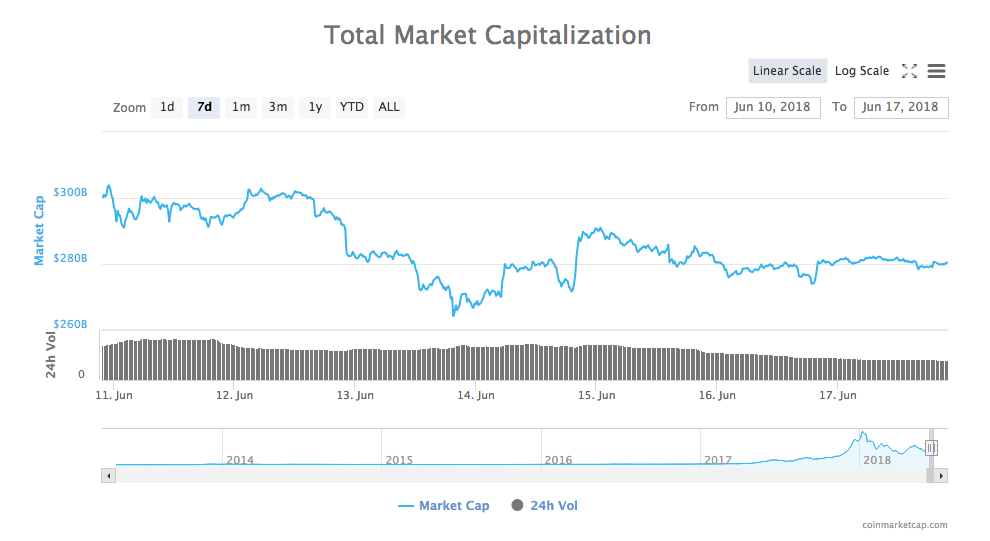 Total Market Capitalization
Linear Scale Log Scale
Zoom 1d 7d 1m 3m 1y YTD ALL From Jun 10, 2018 To Jun 17, 2018
Market Cap
$300B
$280B
$260B
24h Vol
0
11. Jun 12. Jun 13. Jun 14. Jun 15. Jun 16. Jun 17. Jun
2014 2015 2016 2017 2018
Market Cap 24h Vol
coinmarketcap.com